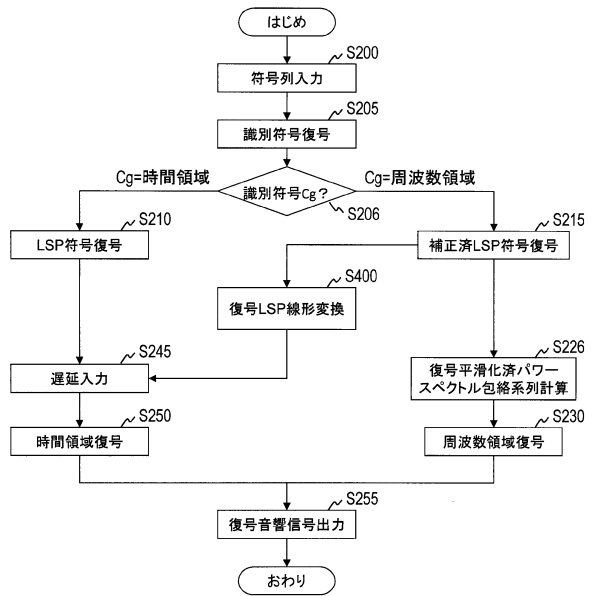 はじめ
S200
符号列入力
S205
識別符号復号
Cg=時間領域
Cg=周波数領域
識別符号Cg？
S206
S210
LSP符号復号
S215
補正済LSP符号復号
S400
復号LSP線形変換
S245
遅延入力
S226
復号平滑化済パワー
スペクトル包絡系列計算
S250
時間領域復号
S230
周波数領域復号
S255
復号音響信号出力
おわり